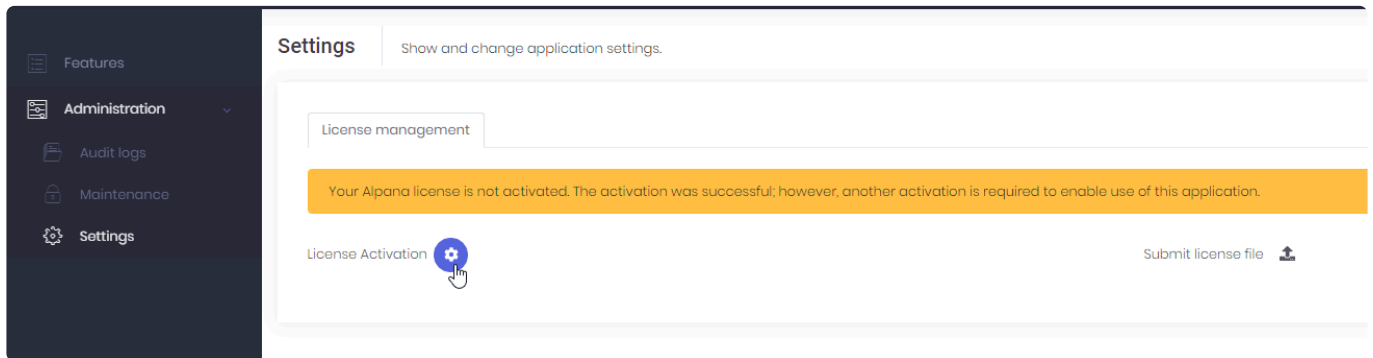 Features
Administration
Audit logs
Maintenance
Settings
Settings
Show and change application settings.
License management
Your Alpana license is not activated. The activation was successful; however, another activation is required to enable use of this application.
License Activation
Submit license file